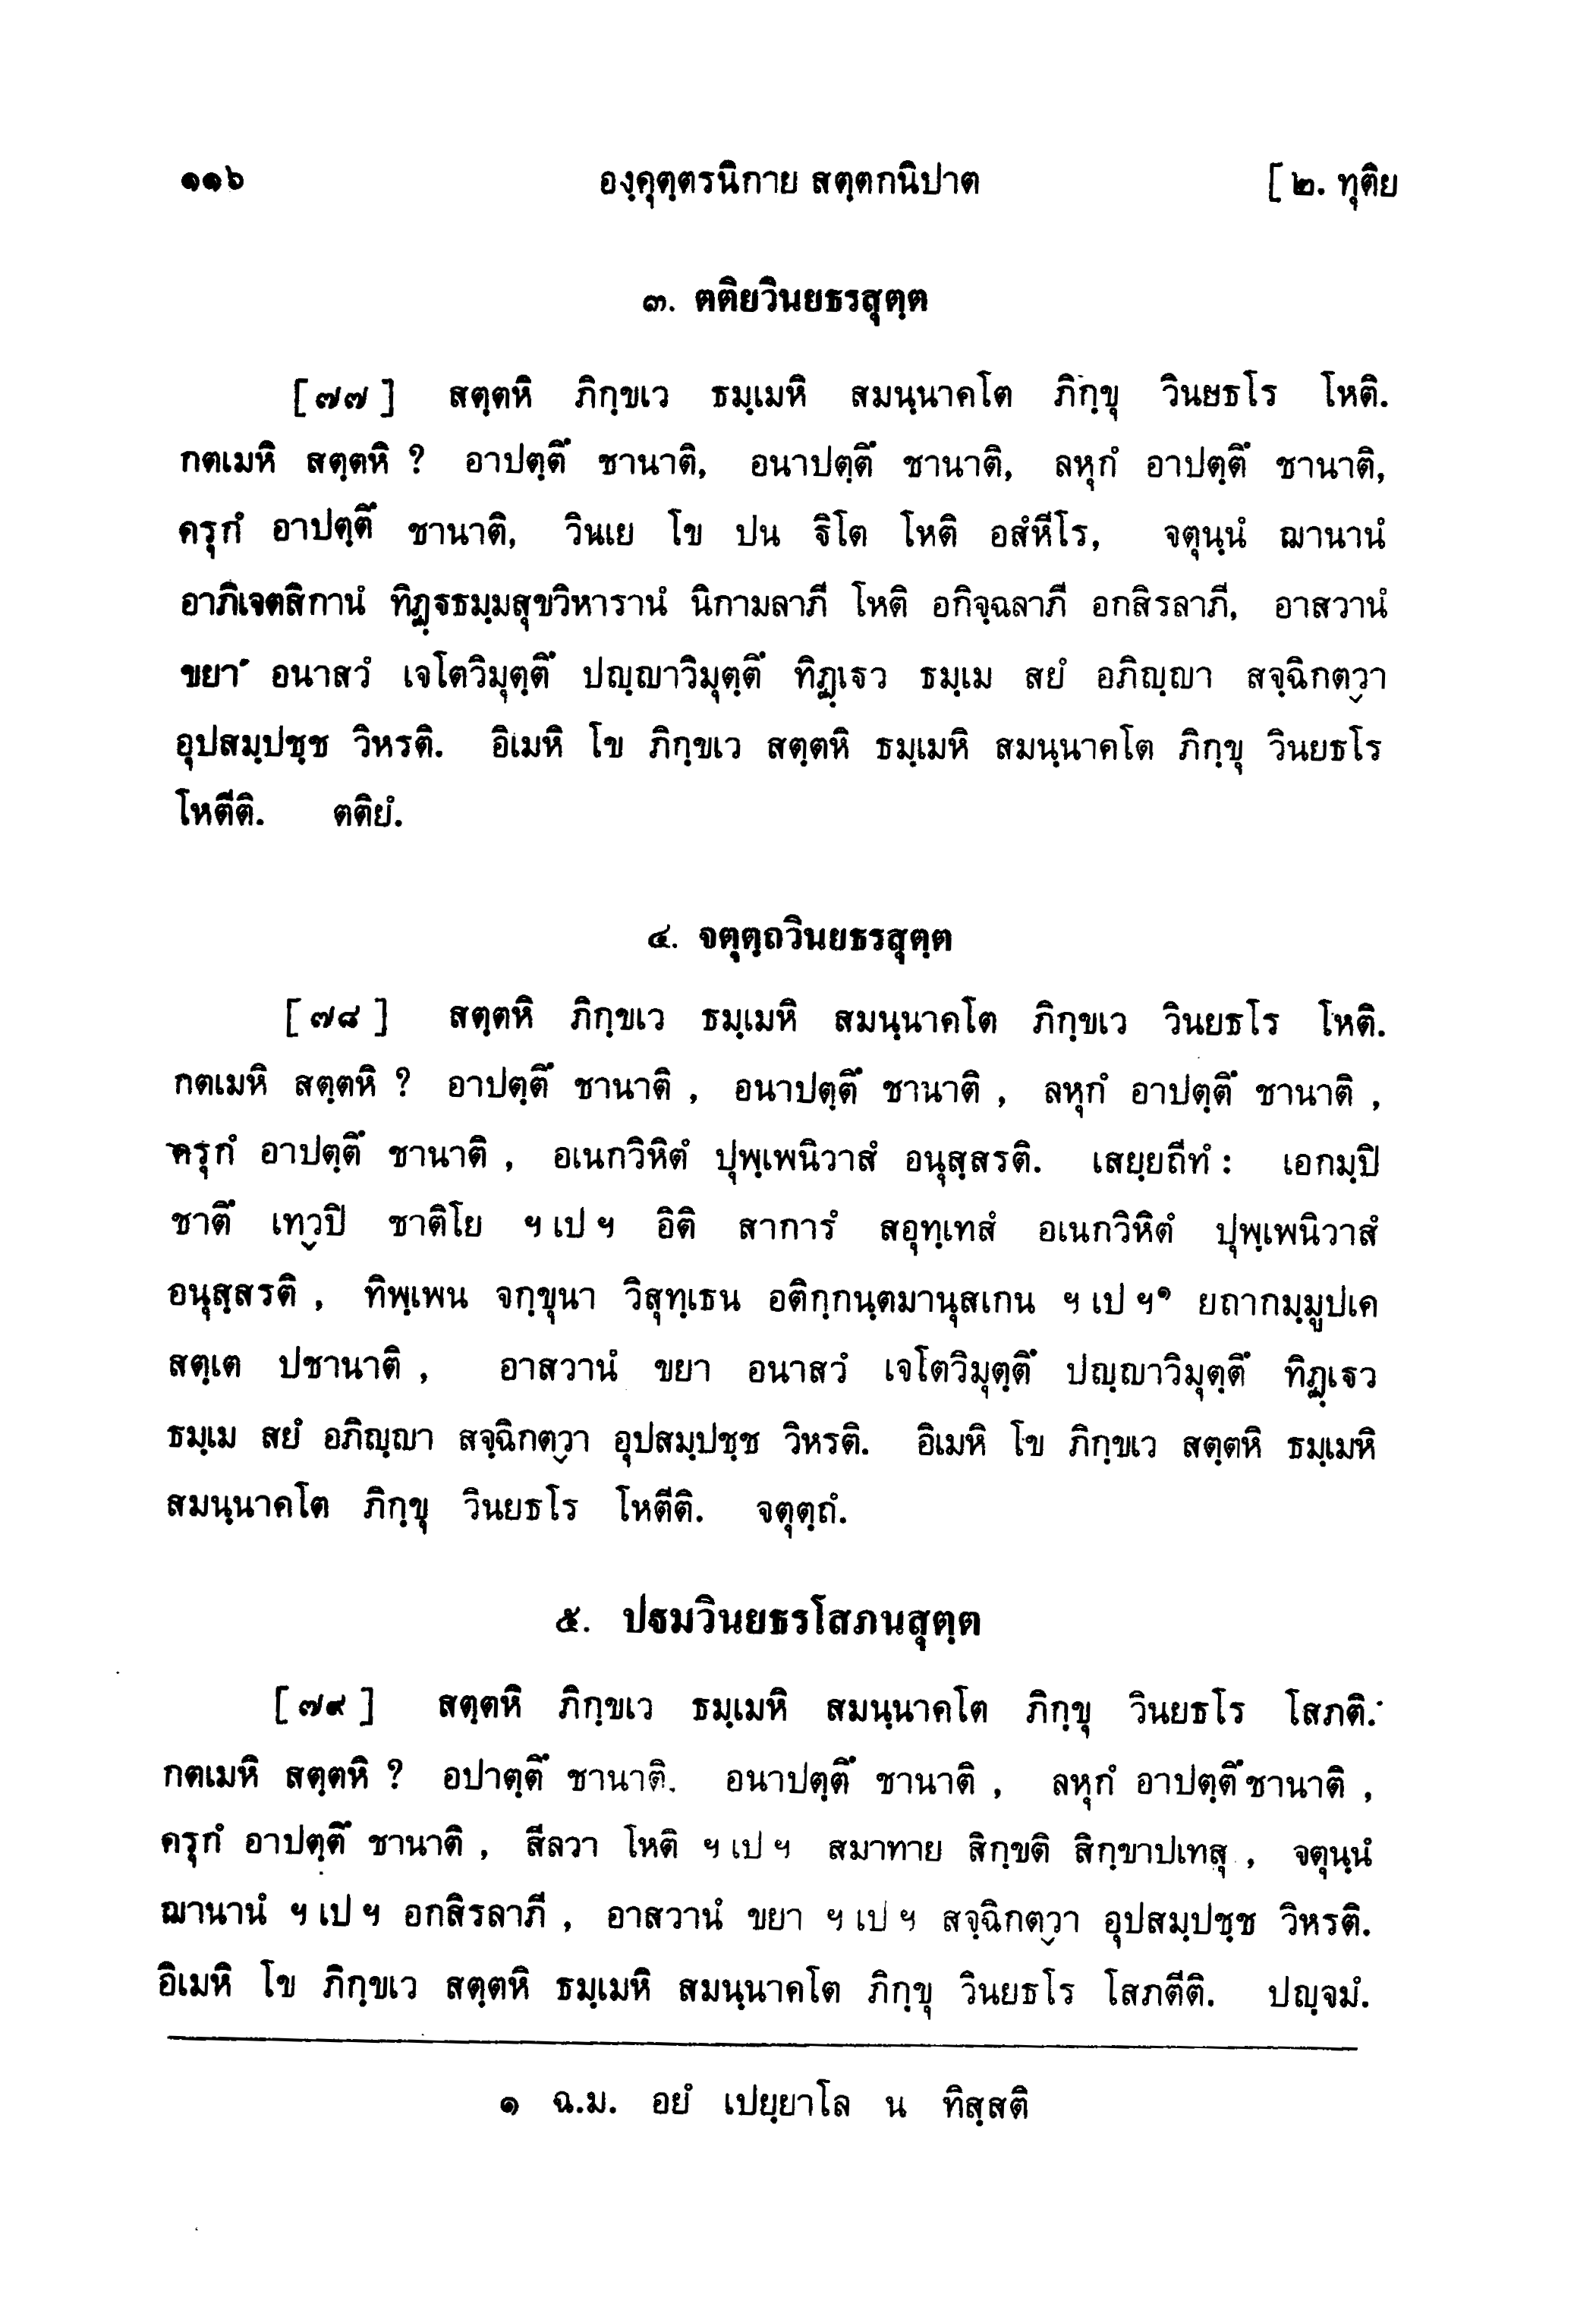 ๑๑๖ องฺคุตฺตรนิกาย สตฺตกนิปาต [ ๒. ทุติย
๓. ตติยวินยธรสุตฺต
[ ๗๗ ] สตฺตหิ ภิกฺขเว ธมฺเมหิ สมนฺนาคโต ภิกฺขุ วินยธโร โหติ.
กตเมหิ สตฺตหิ ? อาปตฺตึ ชานาติ, อนาปตฺตึ ชานาติ, ลหุกํ อาปตฺตึ ชานาติ,
ครุกํ อาปตฺตึ ชานาติ, วินเย โข ปน ฐิโต โหติ อสํหีโร, จตุนฺนํ ฌานานํ
อาภิเจตสิกานํ ทิฏฺฐธมฺมสุขวิหารานํ นิกามลาภี โหติ อกิจฺฉลาภี อกสิรลาภี, อาสวานํ
ขยา อนาสวํ เจโตวิมุตฺตึ ปญฺญาวิมุตฺตึ ทิฏฺเฐว ธมฺเม สยํ อภิญฺญา สจฺฉิกตฺวา
อุปสมฺปชฺช วิหรติ. อิเมหิ โข ภิกฺขเว สตฺตหิ ธมฺเมหิ สมนฺนาคโต ภิกฺขุ วินยธโร
โหตีติ. ตติยํ.
๔. จตุตฺถวินยธรสุตฺต
[ ๗๘ ] สตฺตหิ ภิกฺขเว ธมฺเมหิ สมนฺนาคโต ภิกฺขเว วินยธโร โหติ.
กตเมหิ สตฺตหิ ? อาปตฺตึ ชานาติ , อนาปตฺตึ ชานาติ , ลหุกํ อาปตฺตึ ชานาติ ,
ครุกํ อาปตฺตึ ชานาติ , อเนกวิหิตํ ปุพฺเพนิวาสํ อนุสฺสรติ. เสยฺยถีทํ : เอกมฺปิ
ชาตึ เทฺวปิ ชาติโย ฯ เป ฯ อิติ สาการํ สอุทฺเทสํ อเนกวิหิตํ ปุพฺเพนิวาสํ
อนุสฺสรติ , ทิพฺเพน จกฺขุนา วิสุทฺเธน อติกฺกนฺตมานุสเกน ฯ เป ฯ๑ ยถากมฺมูปเค
สตฺเต ปชานาติ , อาสวานํ ขยา อนาสวํ เจโตวิมุตฺตึ ปญฺญาวิมุตฺตึ ทิฏฺเฐว
ธมฺเม สยํ อภิญฺญา สจฺฉิกตฺวา อุปสมฺปชฺช วิหรติ. อิเมหิ โข ภิกฺขเว สตฺตหิ ธมฺเมหิ
สมนฺนาคโต ภิกฺขุ วินยธโร โหตีติ. จตุตฺถํ.
๕. ปฐมวินยธรโสภนสุตฺต
[ ๗๙ ] สตฺตหิ ภิกฺขเว ธมฺเมหิ สมนฺนาคโต ภิกฺขุ วินยธโร โสภติ.
กตเมหิ สตฺตหิ ? อปาตฺตึ ชานาติ. อนาปตฺตึ ชานาติ , ลหุกํ อาปตฺตึ ชานาติ ,
ครุกํ อาปตฺตึ ชานาติ , สีลวา โหติ ฯ เป ฯ สมาทาย สิกฺขติ สิกฺขาปเทสุ , จตุนฺนํ
ฌานานํ ฯ เป ฯ อกสิรลาภี , อาสวานํ ขยา ฯ เป ฯ สจฺฉิกตฺวา อุปสมฺปชฺช วิหรติ.
อิเมหิ โข ภิกฺขเว สตฺตหิ ธมฺเมหิ สมนฺนาคโต ภิกฺขุ วินยธโร โสภตีติ. ปญฺจมํ.
๑ ฉ.ม. อยํ เปยฺยาโล น ทิสฺสติ